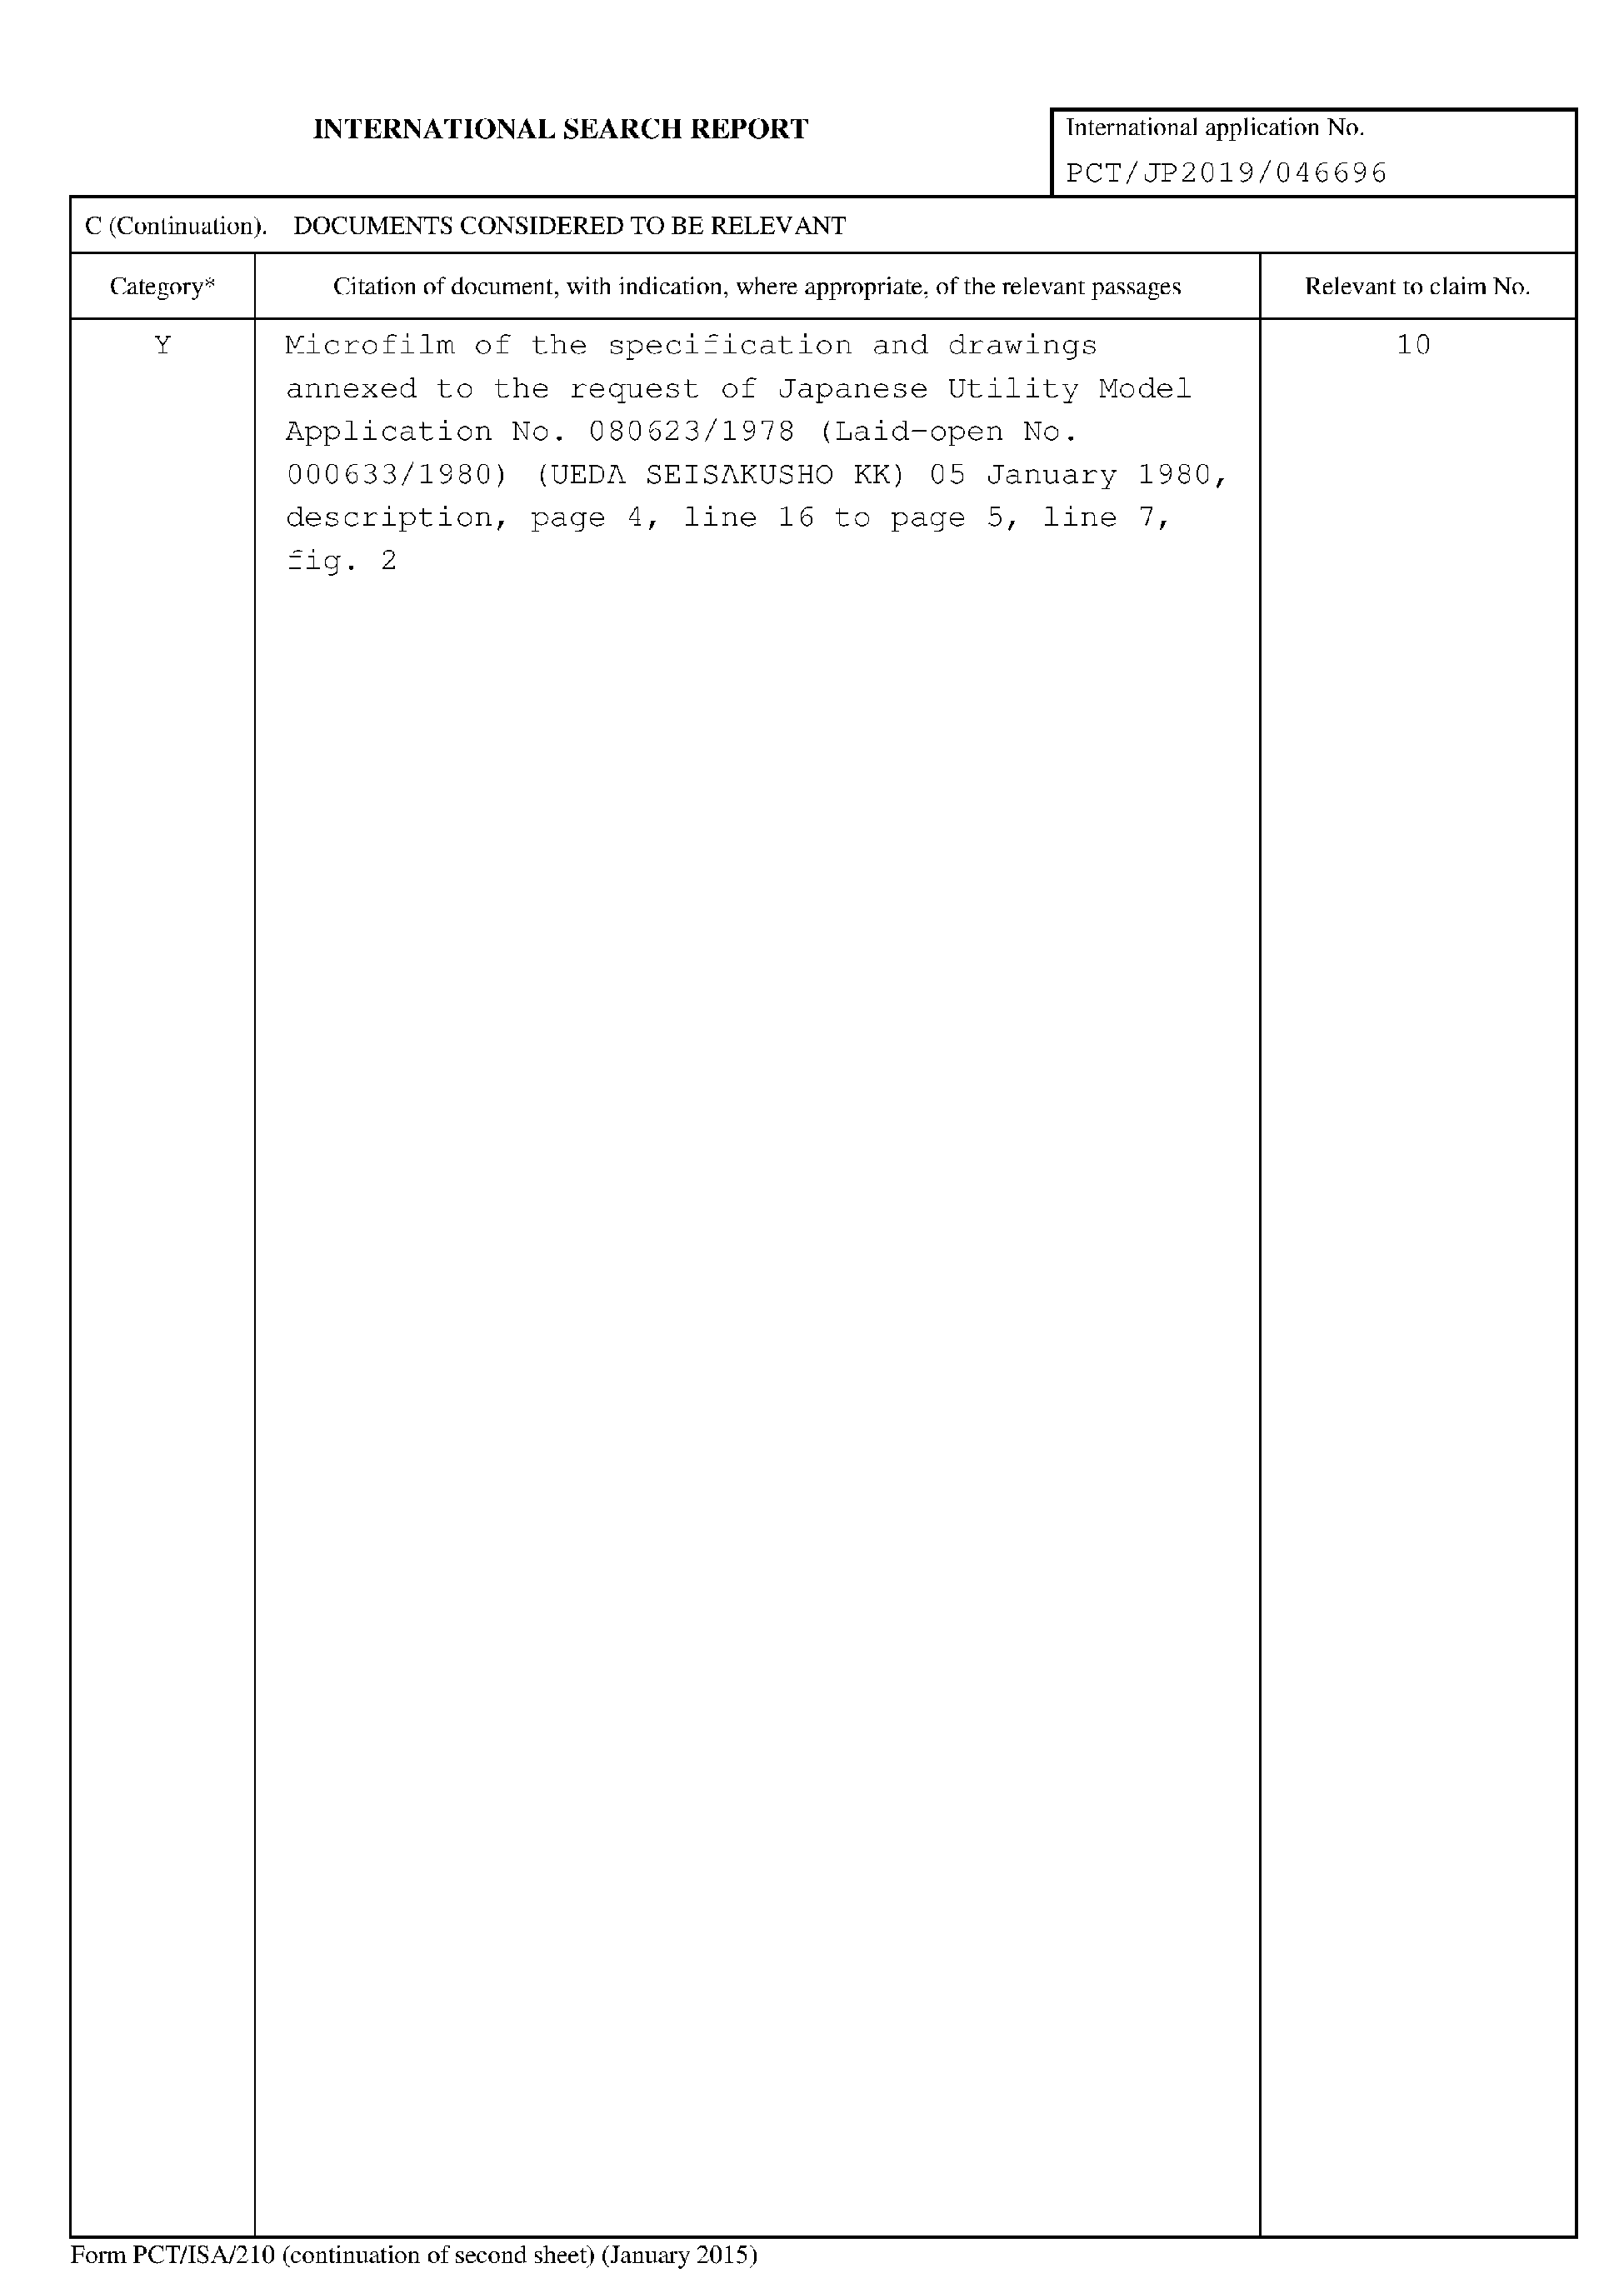 INTERNATIONAL SEARCH REPORT
International application No.
PCT/JP2019/046696
C (Continuation). DOCUMENTS CONSIDERED TO BE RELEVANT
Category*
Citation of document, with indication, where appropriate, of the relevant passages
Relevant to claim No.
Y
Microfilm of the specification and drawings
annexed to the request of Japanese Utility Model
Application No. 080623/1978 (Laid-open No.
000633/1980) (UEDA SEISAKUSHO KK) 05 January 1980,
description, page 4, line 16 to page 5, line 7,
fig. 2
10
Form PCT/ISA/210 (continuation of second sheet) (January 2015)